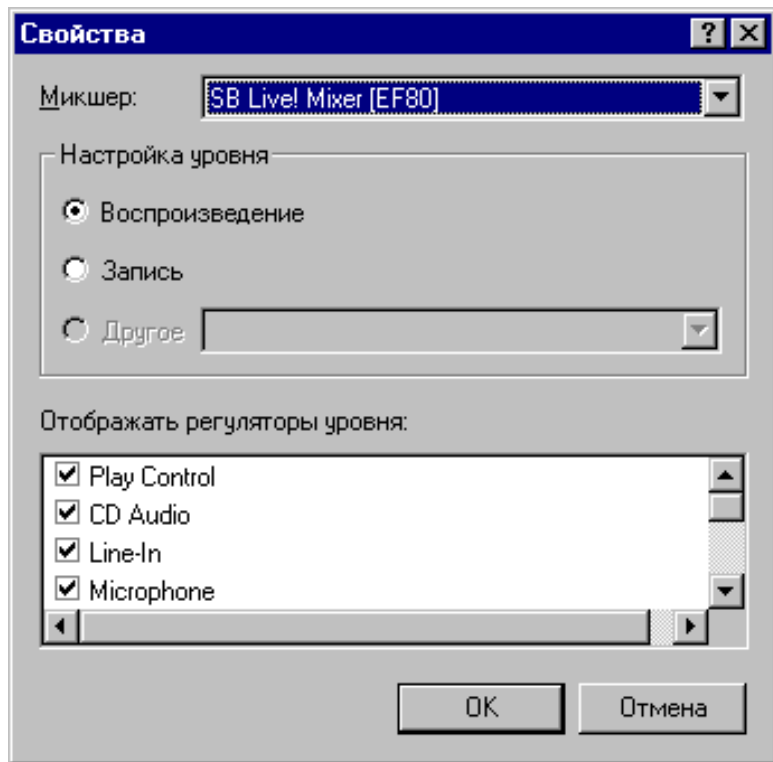 Свойства
Микшер: SB Live! Mixer [EF80]
Настройка уровня
Воспроизведение
Запись
Другое
Отображать регуляторы уровня:
Play Control
CD Audio
Line-In
Microphone
OK Отмена